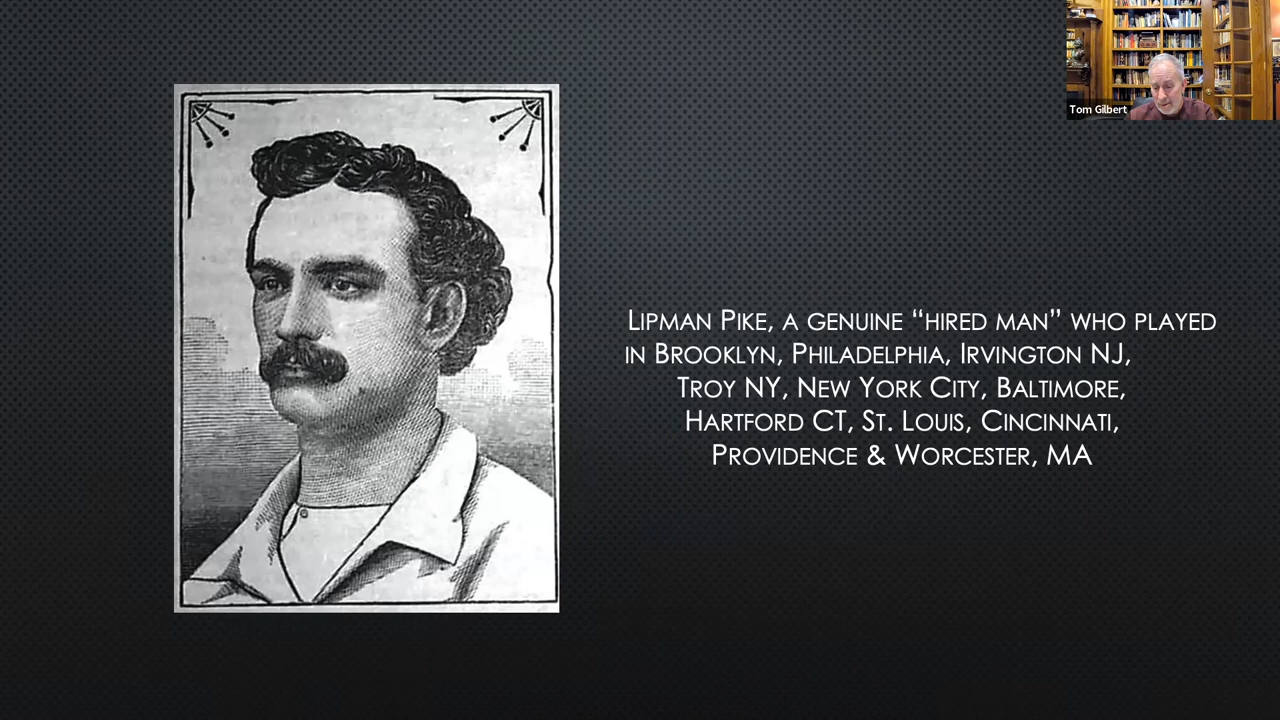 Tom Gilbert
Lipman Pike, a genuine “hired man” who played
in Brooklyn, Philadelphia, Irvington NJ,
Troy NY, New York City, Baltimore,
Hartford CT, St. Louis, Cincinnati,
Providence & Worcester, MA